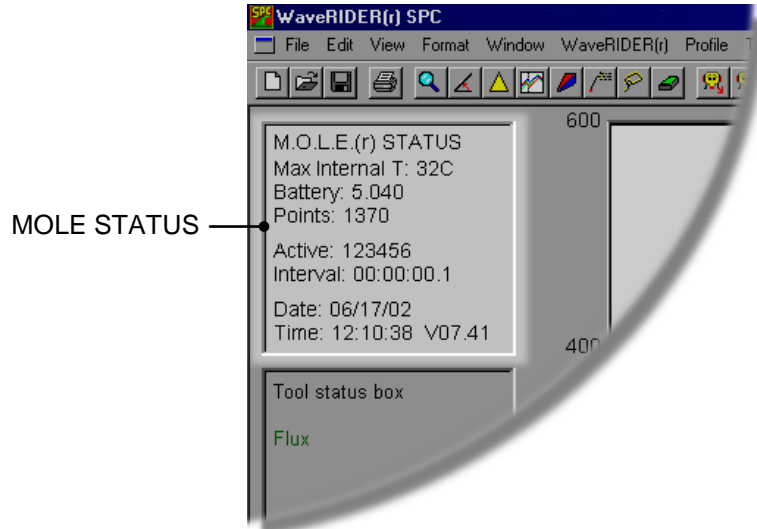 WaveRIDER(r) SPC
File Edit View Format Window WaveRIDER(r) Profile
600
M.O.L.E.(r) STATUS
Max Internal T: 32C
Battery: 5.040
Points: 1370
MOLE STATUS
Active: 123456
Interval: 00:00:00.1
Date: 06/17/02
Time: 12:10:38 V07.41
400
Tool status box
Flux